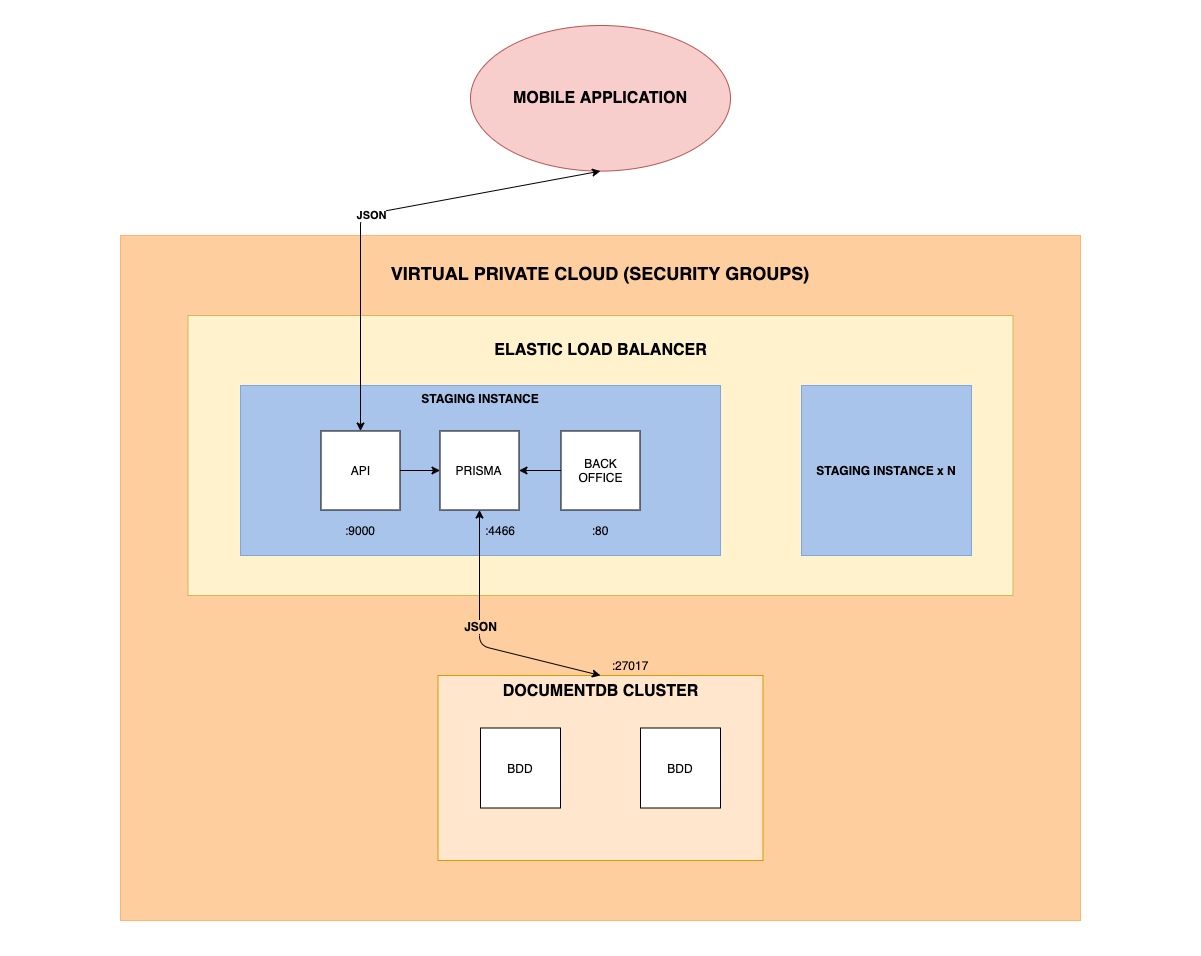 MOBILE APPLICATION
JSON
VIRTUAL PRIVATE CLOUD (SECURITY GROUPS)
ELASTIC LOAD BALANCER
STAGING INSTANCE
API
PRISMA
BACK
OFFICE
:9000
:4466
:80
STAGING INSTANCE x N
JSON
:27017
DOCUMENTDB CLUSTER
BDD
BDD